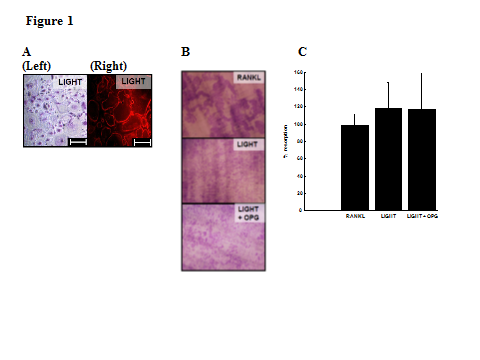 Figure 1
A
(Left) (Right)
LIGHT LIGHT
B
RANKL
LIGHT
LIGHT
+ OPG
C
% resorption
160
140
120
100
80
60
40
20
0
RANKL LIGHT LIGHT + OPG